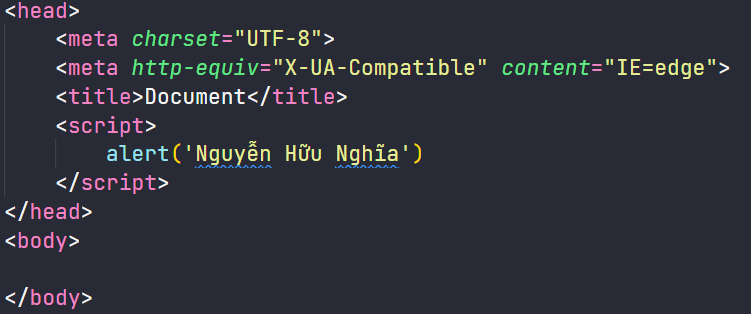 <head>
<meta charset="UTF-8">
<meta http-equiv="X-UA-Compatible" content="IE=edge">
<title>Document</title>
<script>
alert('Nguyễn Hữu Nghĩa')
</script>
</head>
<body>
</body>